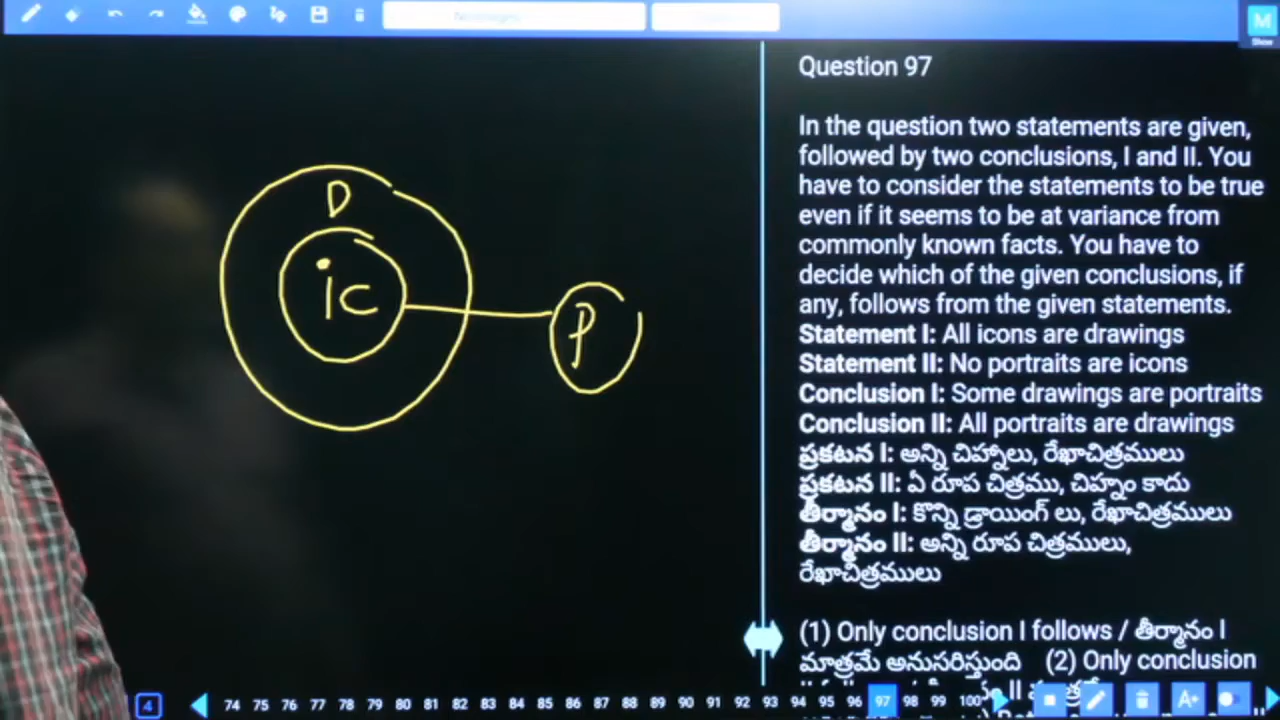 M
Show
Question 97
In the question two statements are given,
followed by two conclusions, I and II. You
have to consider the statements to be true
even if it seems to be at variance from
commonly known facts. You have to
decide which of the given conclusions, if
any, follows from the given statements.
Statement I: All icons are drawings
Statement II: No portraits are icons
Conclusion I: Some drawings are portraits
Conclusion II: All portraits are drawings
ప్రకటన I: అన్ని చిహ్నాలు, రేఖాచిత్రములు
ప్రకటన II: ఏ రూప చిత్రము, చిహ్నం కాదు
తీర్మానం I: కొన్ని డ్రాయింగ్ లు, రేఖాచిత్రములు
తీర్మానం II: అన్ని రూప చిత్రములు,
రేఖాచిత్రములు
(1) Only conclusion I follows / తీర్మానం I
మాత్రమే అనుసరిస్తుంది (2) Only conclusion
D
ic
P
4 74 75 76 77 78 79 80 81 82 83 84 85 86 87 88 89 90 91 92 93 94 95 96 97 98 99 100 A+